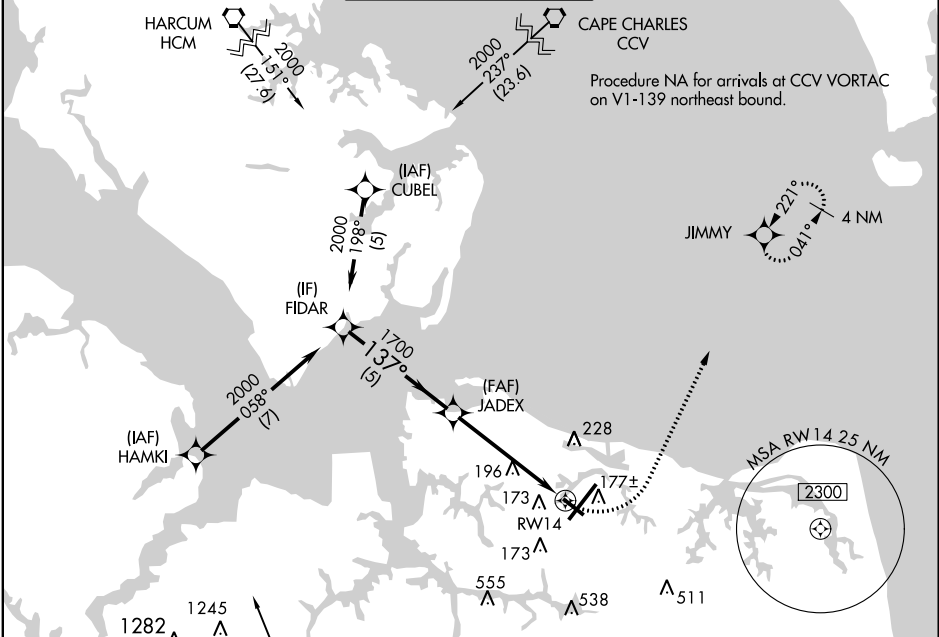 HARCUM
HCM
2000
151°
(27.6)
CAPE CHARLES
CCV
2000
237°
(23.6)
Procedure NA for arrivals at CCV VORTAC
on V1-139 northeast bound.
(IAF)
CUBEL
2000
198°
(5)
JIMMY
221°
041°
4 NM
(IF)
FIDAR
1700
137°
(5)
2000
058°
(7)
(IAF)
HAMKI
(FAF)
JADEX
228
196
177±
173
RW14
173
MSA RW14 25 NM
2300
555
538
511
1245
1282